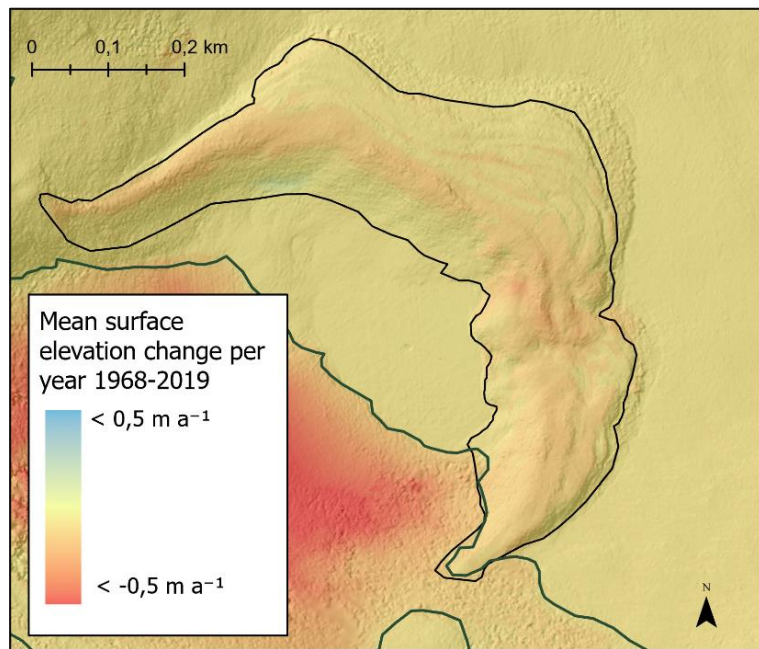 0 0,1 0,2 km
Mean surface
elevation change per
year 1968-2019
< 0,5 m a⁻¹
< -0,5 m a⁻¹
N